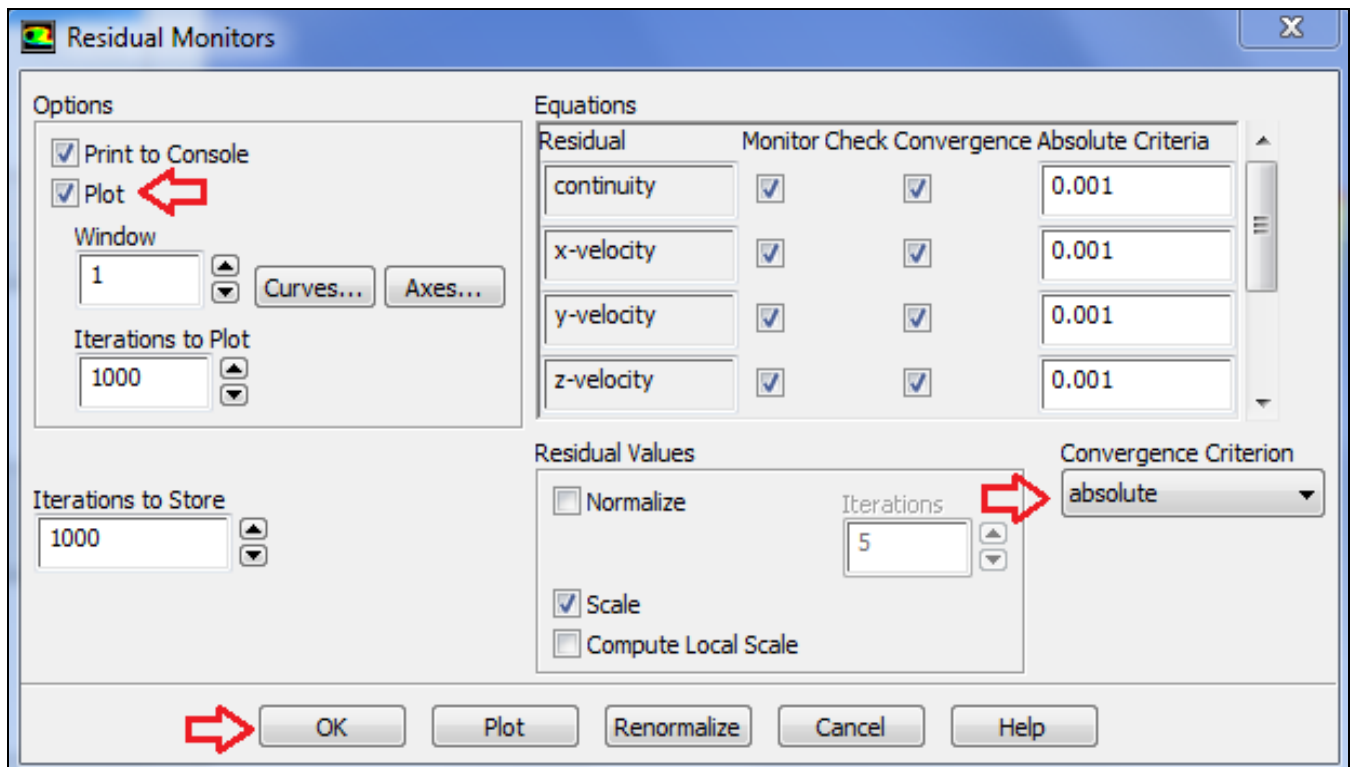 Residual Monitors
Options
Print to Console
Plot
Window
1
Curves... Axes...
Iterations to Plot
1000
Iterations to Store
1000
Equations
Residual Monitor Check Convergence Absolute Criteria
continuity 0.001
x-velocity 0.001
y-velocity 0.001
z-velocity 0.001
Residual Values
Normalize
Iterations
5
Scale
Compute Local Scale
Convergence Criterion
absolute
OK Plot Renormalize Cancel Help